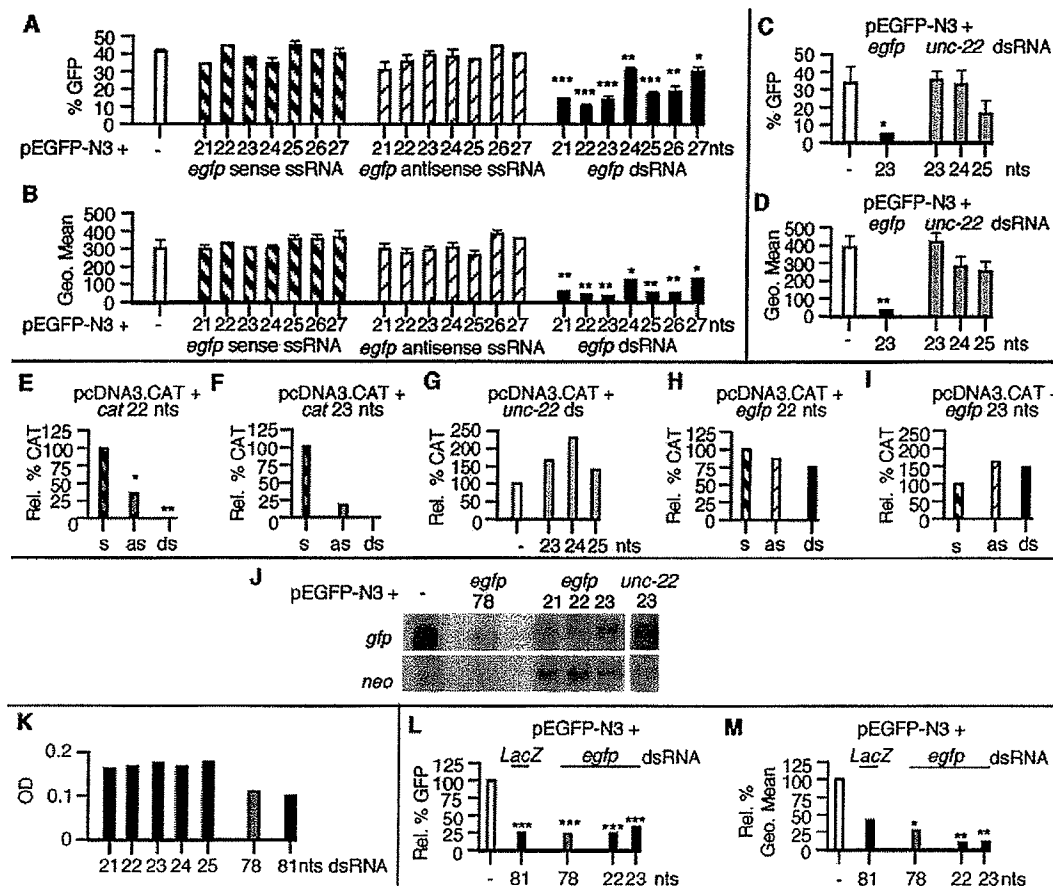 A
% GFP
50
40
30
20
10
0
*** *** *** ** *** ** *
pEGFP-N3 + - 21 22 23 24 25 26 27 21 22 23 24 25 26 27 21 22 23 24 25 26 27 nts
egfp sense ssRNA egfp antisense ssRNA egfp dsRNA
B
Geo. Mean
500
400
300
200
100
0
** ** ** * ** ** *
pEGFP-N3 + - 21 22 23 24 25 26 27 21 22 23 24 25 26 27 21 22 23 24 25 26 27 nts
egfp sense ssRNA egfp antisense ssRNA egfp dsRNA
C
pEGFP-N3 +
egfp unc-22 dsRNA
% GFP
50
40
30
20
10
0
*
- 23 23 24 25 nts
D
pEGFP-N3 +
egfp unc-22 dsRNA
Geo. Mean
500
400
300
200
100
0
**
- 23 23 24 25 nts
E
pcDNA3.CAT +
cat 22 nts
Rel. % CAT
125
100
75
50
25
0
* **
s as ds
F
pcDNA3.CAT +
cat 23 nts
Rel. % CAT
125
100
75
50
25
0
s as ds
G
pcDNA3.CAT +
unc-22 ds
Rel. % CAT
250
200
150
100
50
0
- 23 24 25 nts
H
pcDNA3.CAT +
egfp 22 nts
Rel. % CAT
125
100
75
50
25
0
s as ds
I
pcDNA3.CAT +
egfp 23 nts
Rel. % CAT
250
200
150
100
50
0
s as ds
J
egfp egfp unc-22
pEGFP-N3 + - 78 21 22 23 23
gfp
neo
K
OD
0.2
0.1
0
21 22 23 24 25 78 81 nts dsRNA
L
pEGFP-N3 +
LacZ egfp dsRNA
Rel. % GFP
125
100
75
50
25
0
*** *** *** ***
- 81 78 22 23 nts
M
pEGFP-N3 +
LacZ egfp dsRNA
Rel. %
Geo. Mean
125
100
75
50
25
0
* ** **
- 81 78 22 23 nts